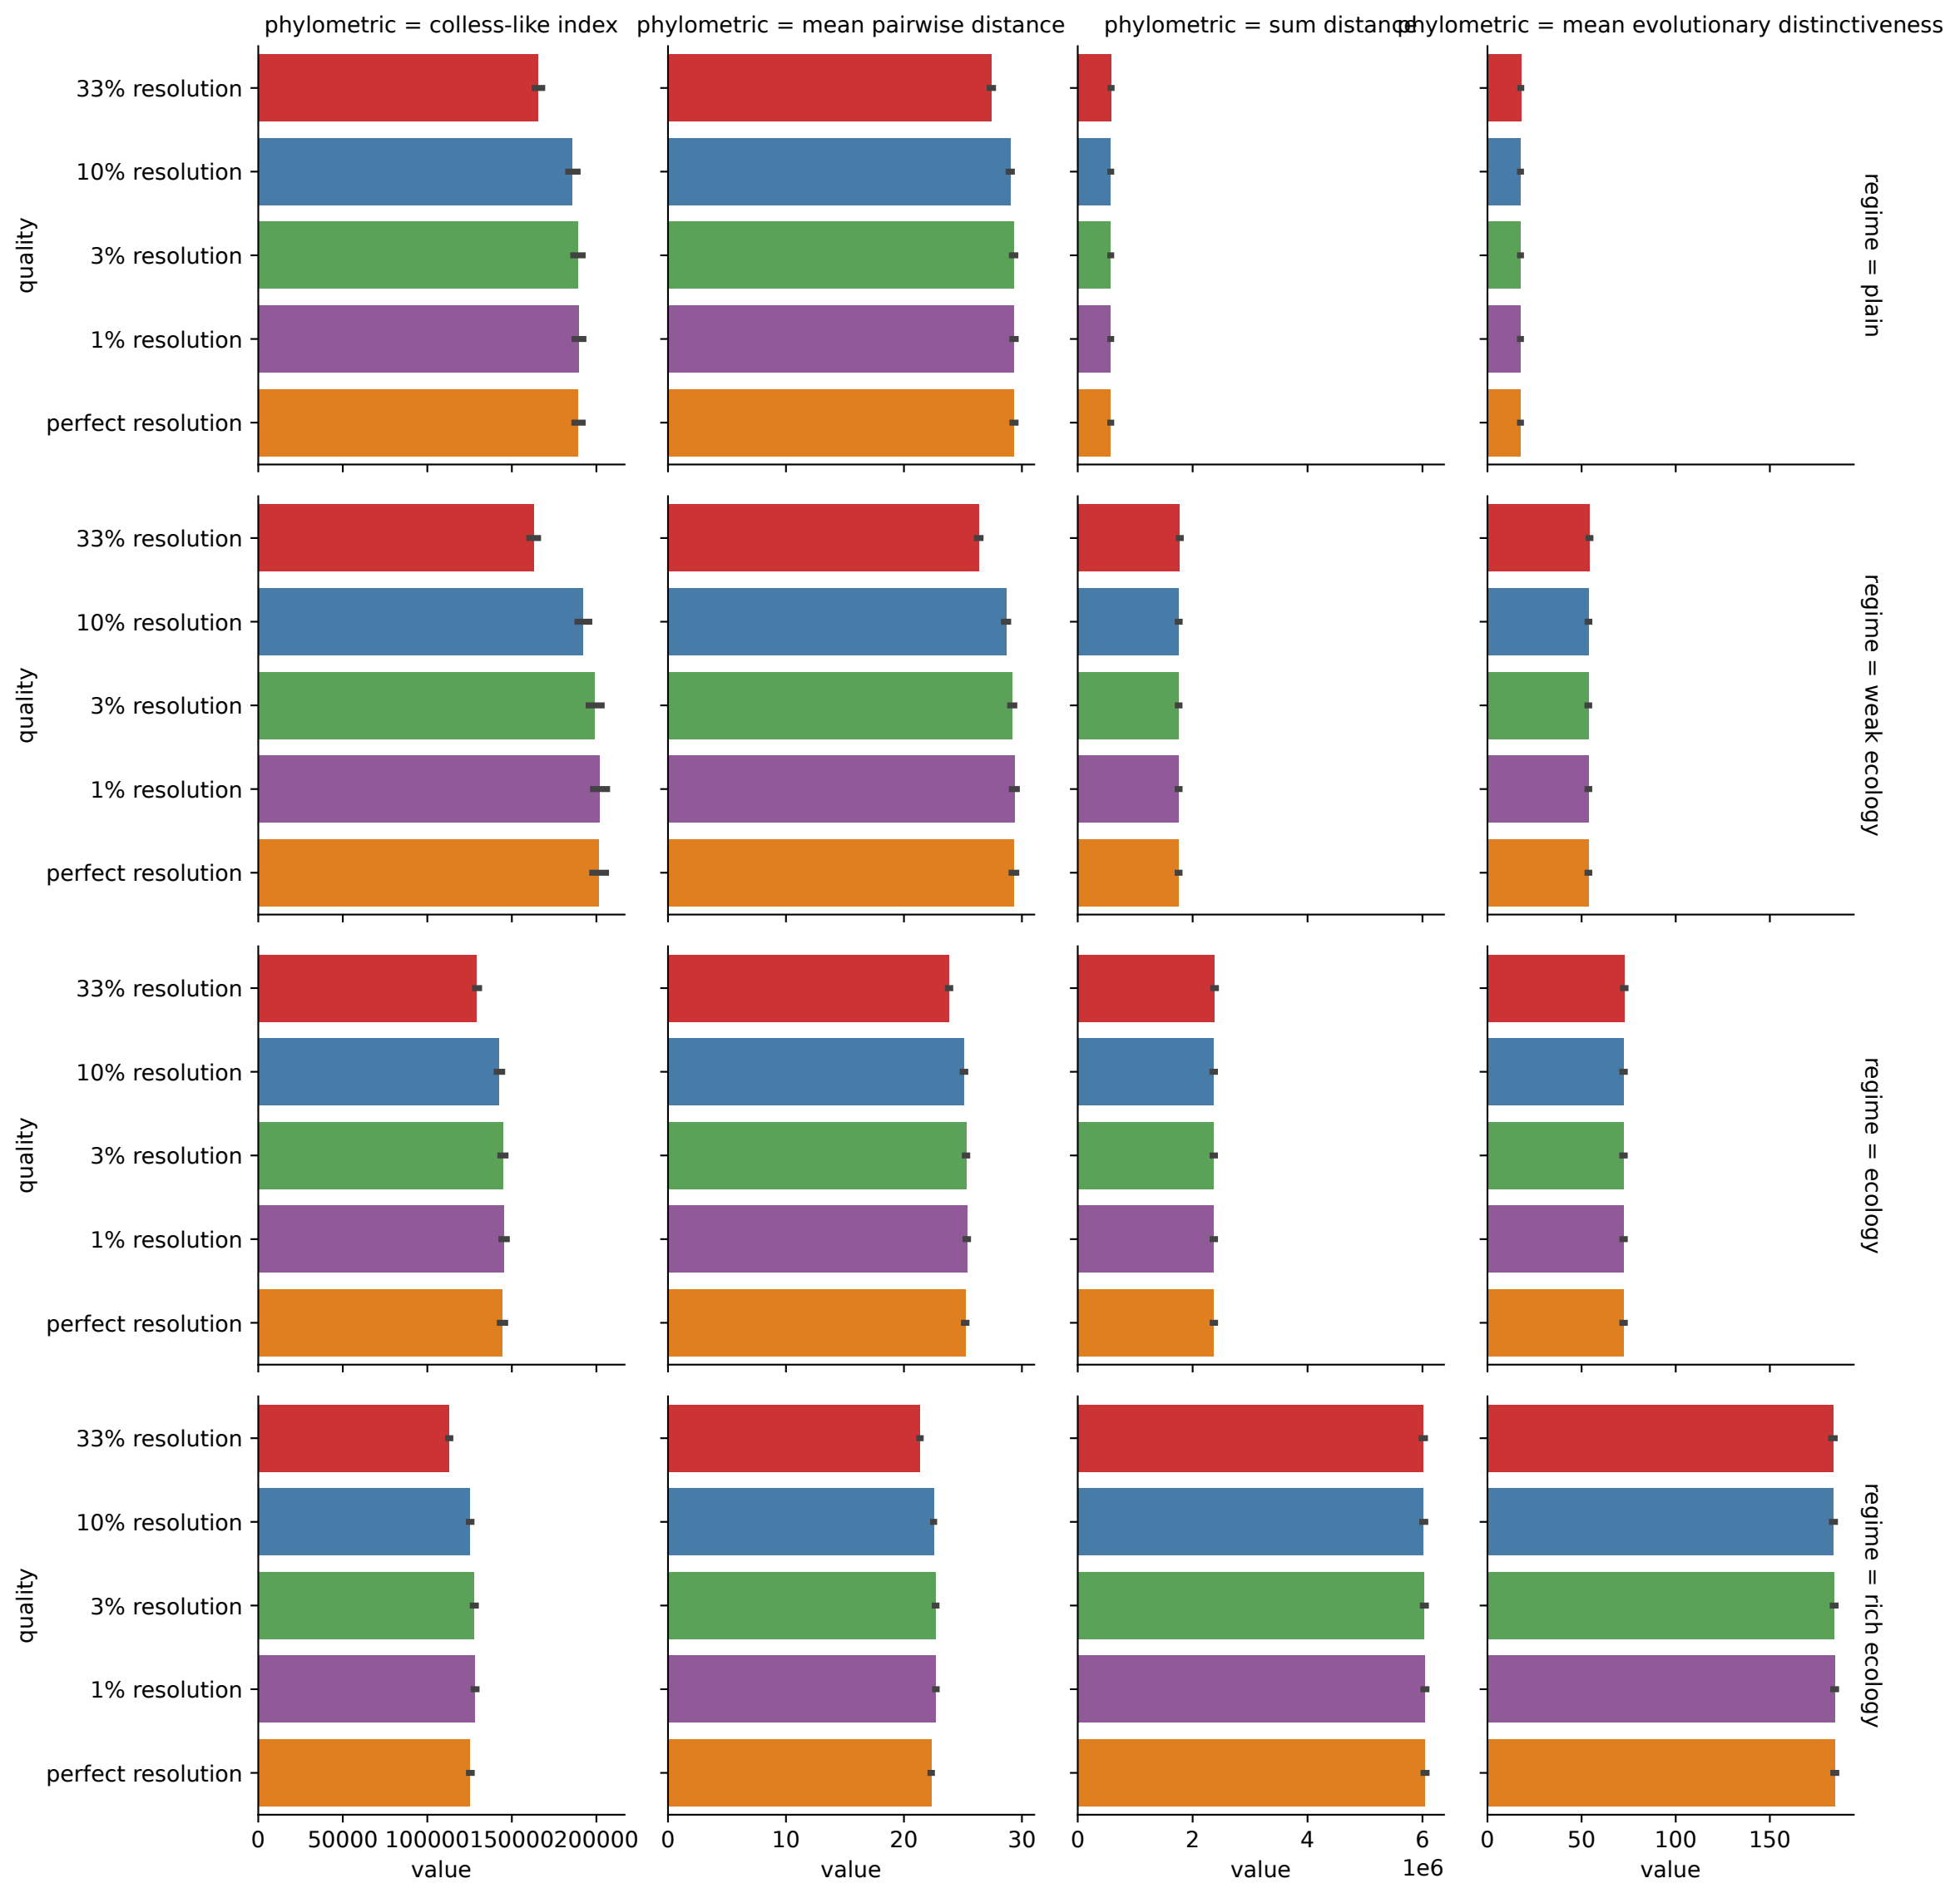 phylometric = colless-like index
phylometric = mean pairwise distance
phylometric = sum distance
phylometric = mean evolutionary distinctiveness
quality
33% resolution
10% resolution
3% resolution
1% resolution
perfect resolution
regime = plain
quality
33% resolution
10% resolution
3% resolution
1% resolution
perfect resolution
regime = weak ecology
quality
33% resolution
10% resolution
3% resolution
1% resolution
perfect resolution
regime = ecology
quality
33% resolution
10% resolution
3% resolution
1% resolution
perfect resolution
regime = rich ecology
0 50000 100000 150000 200000
value
0 10 20 30
value
0 2 4 6
1e6
value
0 50 100 150
value